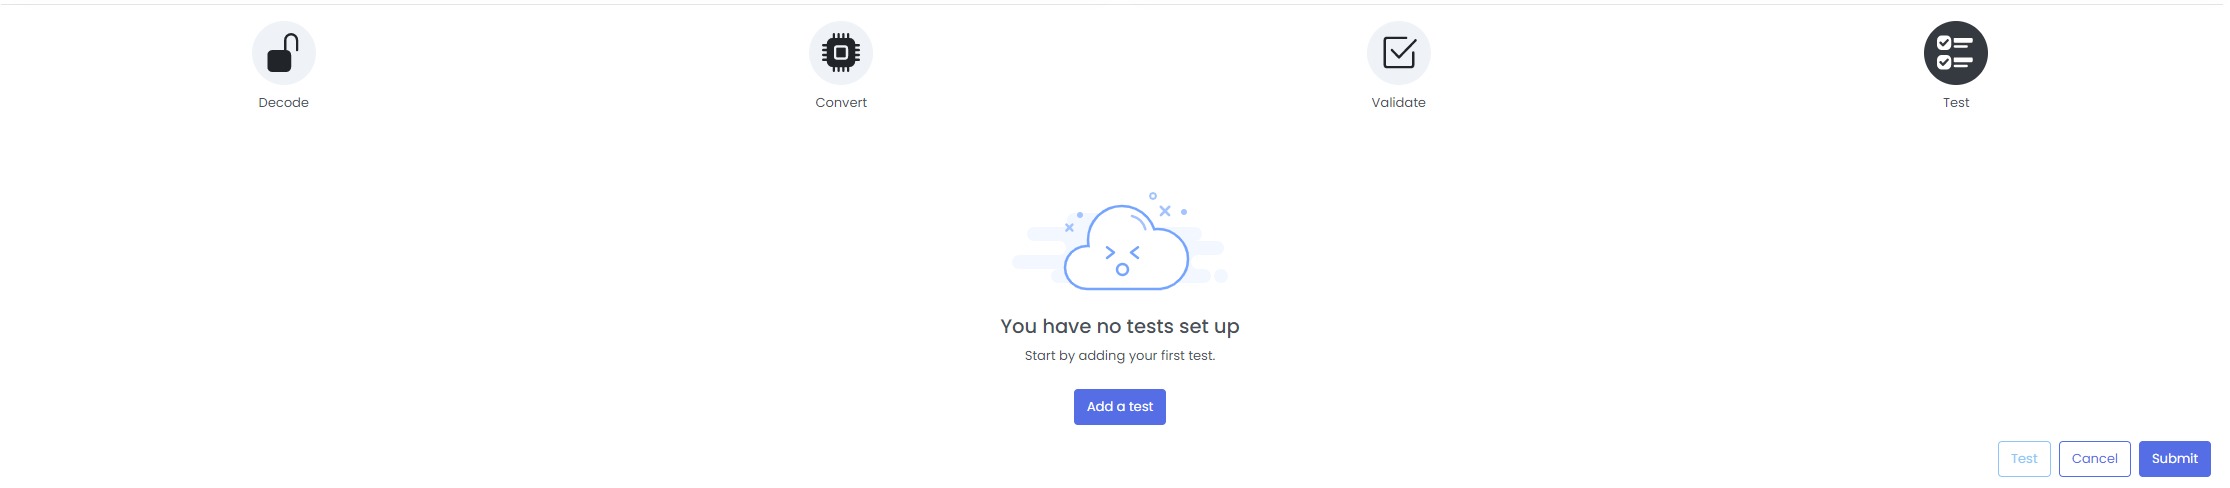 Decode
Convert
Validate
Test
You have no tests set up
Start by adding your first test.
Add a test
Test
Cancel
Submit